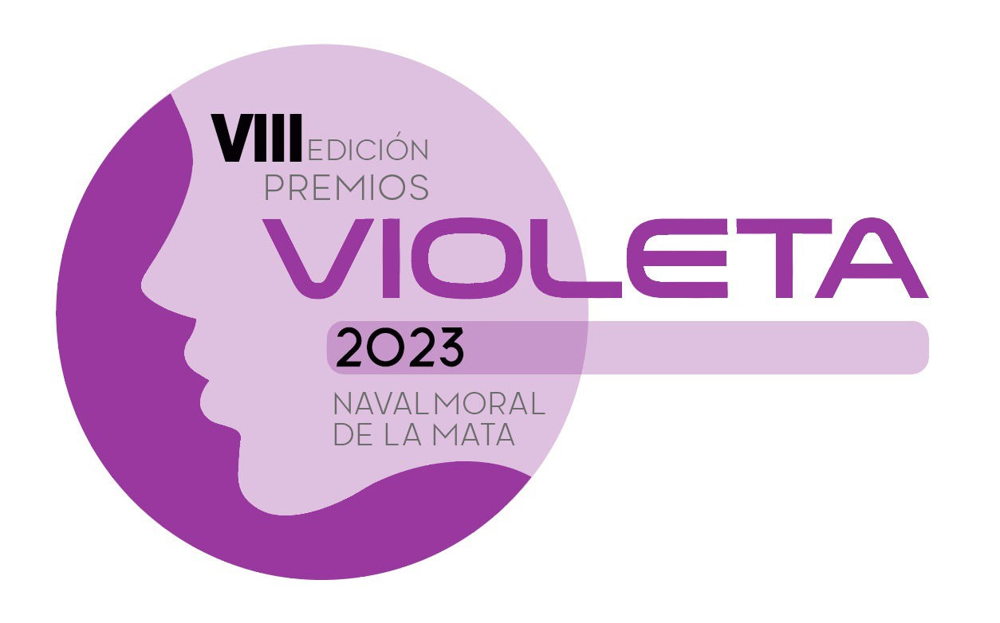 VIII EDICIÓN
PREMIOS
VIOLETA
2023
NAVALMORAL
DE LA MATA